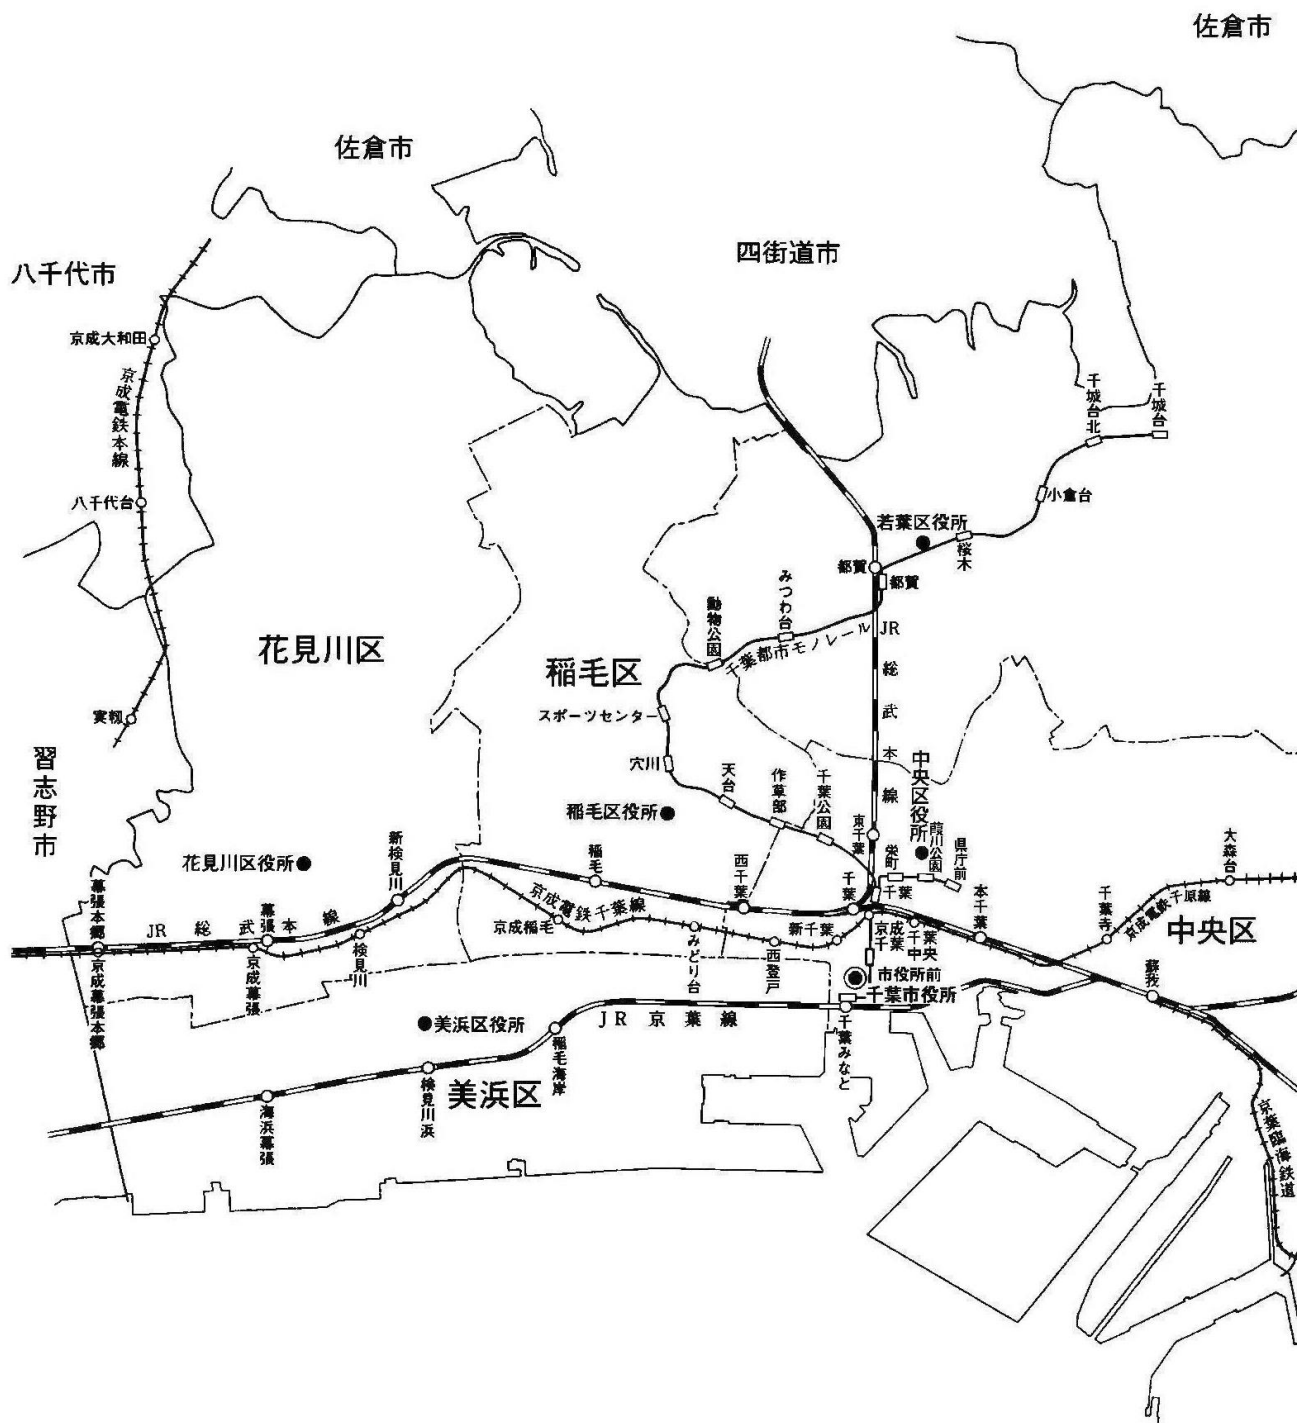 佐倉市
佐倉市
四街道市
八千代市
京成大和田
京成電鉄本線
千城台北
千城台
八千代台
小倉台
若葉区役所
桜木
都賀
都賀
みつわ台
動物公園
千葉都市モノレール
JR総武本線
花見川区
稲毛区
スポーツセンター
実籾
習志野市
穴川
天台
作草部
千葉公園
中央区役所
稲毛区役所
東千葉
栄町
葭川公園
県庁前
大森台
花見川区役所
新検見川
稲毛
西千葉
千葉
千葉
本千葉
千葉寺
京成電鉄千原線
幕張本郷
JR総武本線
幕張
京成電鉄千葉線
京成稲毛
新千葉
京成千葉
千葉中央
中央区
京成幕張本郷
京成幕張
検見川
みどり台
西登戸
市役所前
千葉市役所
蘇我
美浜区役所
JR京葉線
稲毛海岸
千葉みなと
美浜区
検見川浜
海浜幕張
京葉臨海鉄道